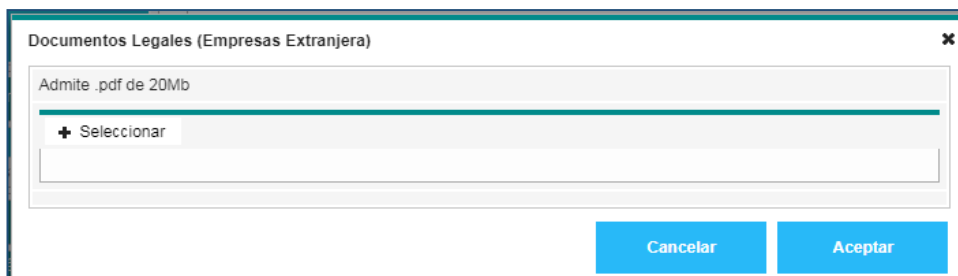 Documentos Legales (Empresas Extranjera)
Admite .pdf de 20Mb
Seleccionar
Cancelar
Aceptar